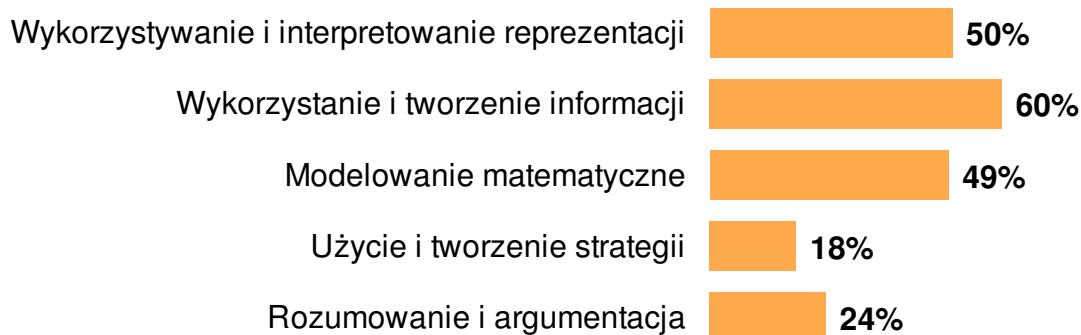 Wykorzystywanie i interpretowanie reprezentacji 50%
Wykorzystanie i tworzenie informacji 60%
Modelowanie matematyczne 49%
Użycie i tworzenie strategii 18%
Rozumowanie i argumentacja 24%